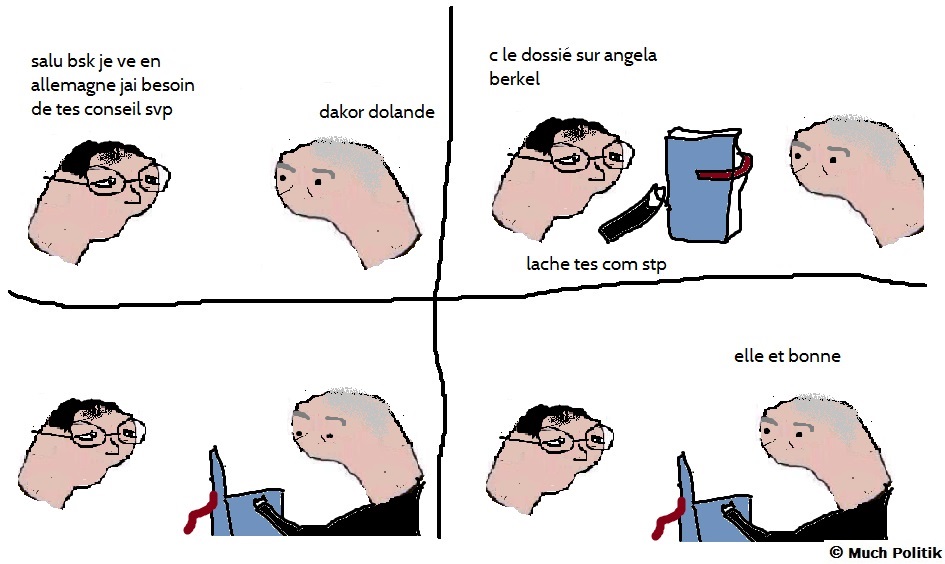 salu bsk je ve en
allemagne jai besoin
de tes conseil svp
dakor dolande
c le dossié sur angela
berkel
lache tes com stp
elle et bonne
© Much Politik